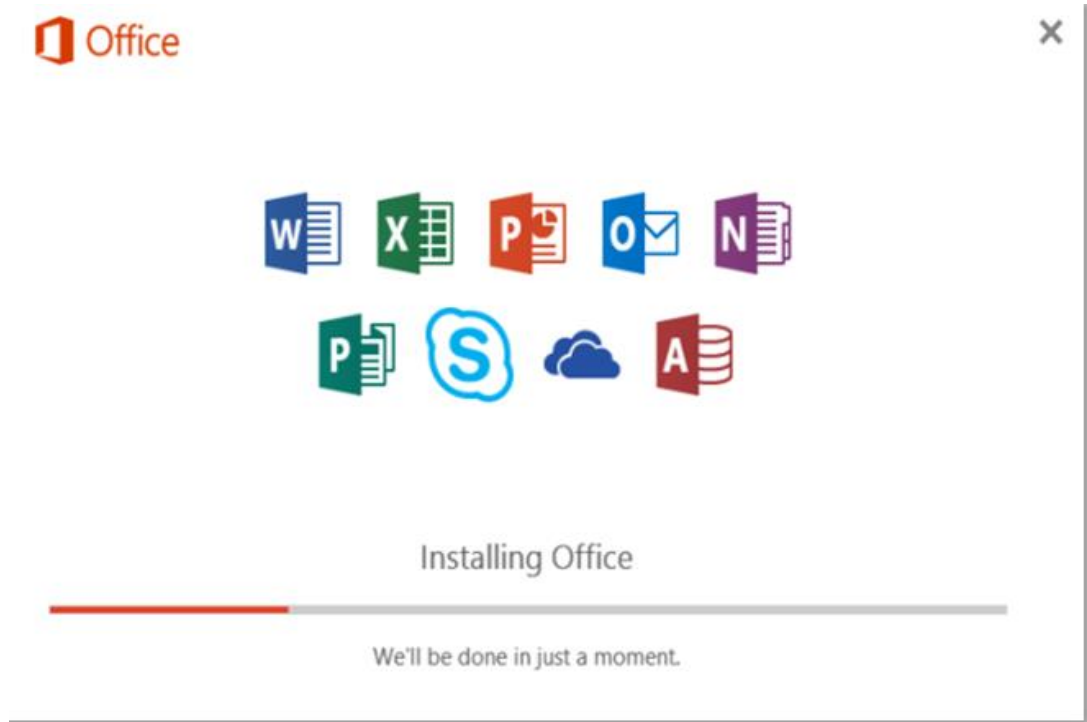 Office
W X P O N
P S A
Installing Office
We'll be done in just a moment.